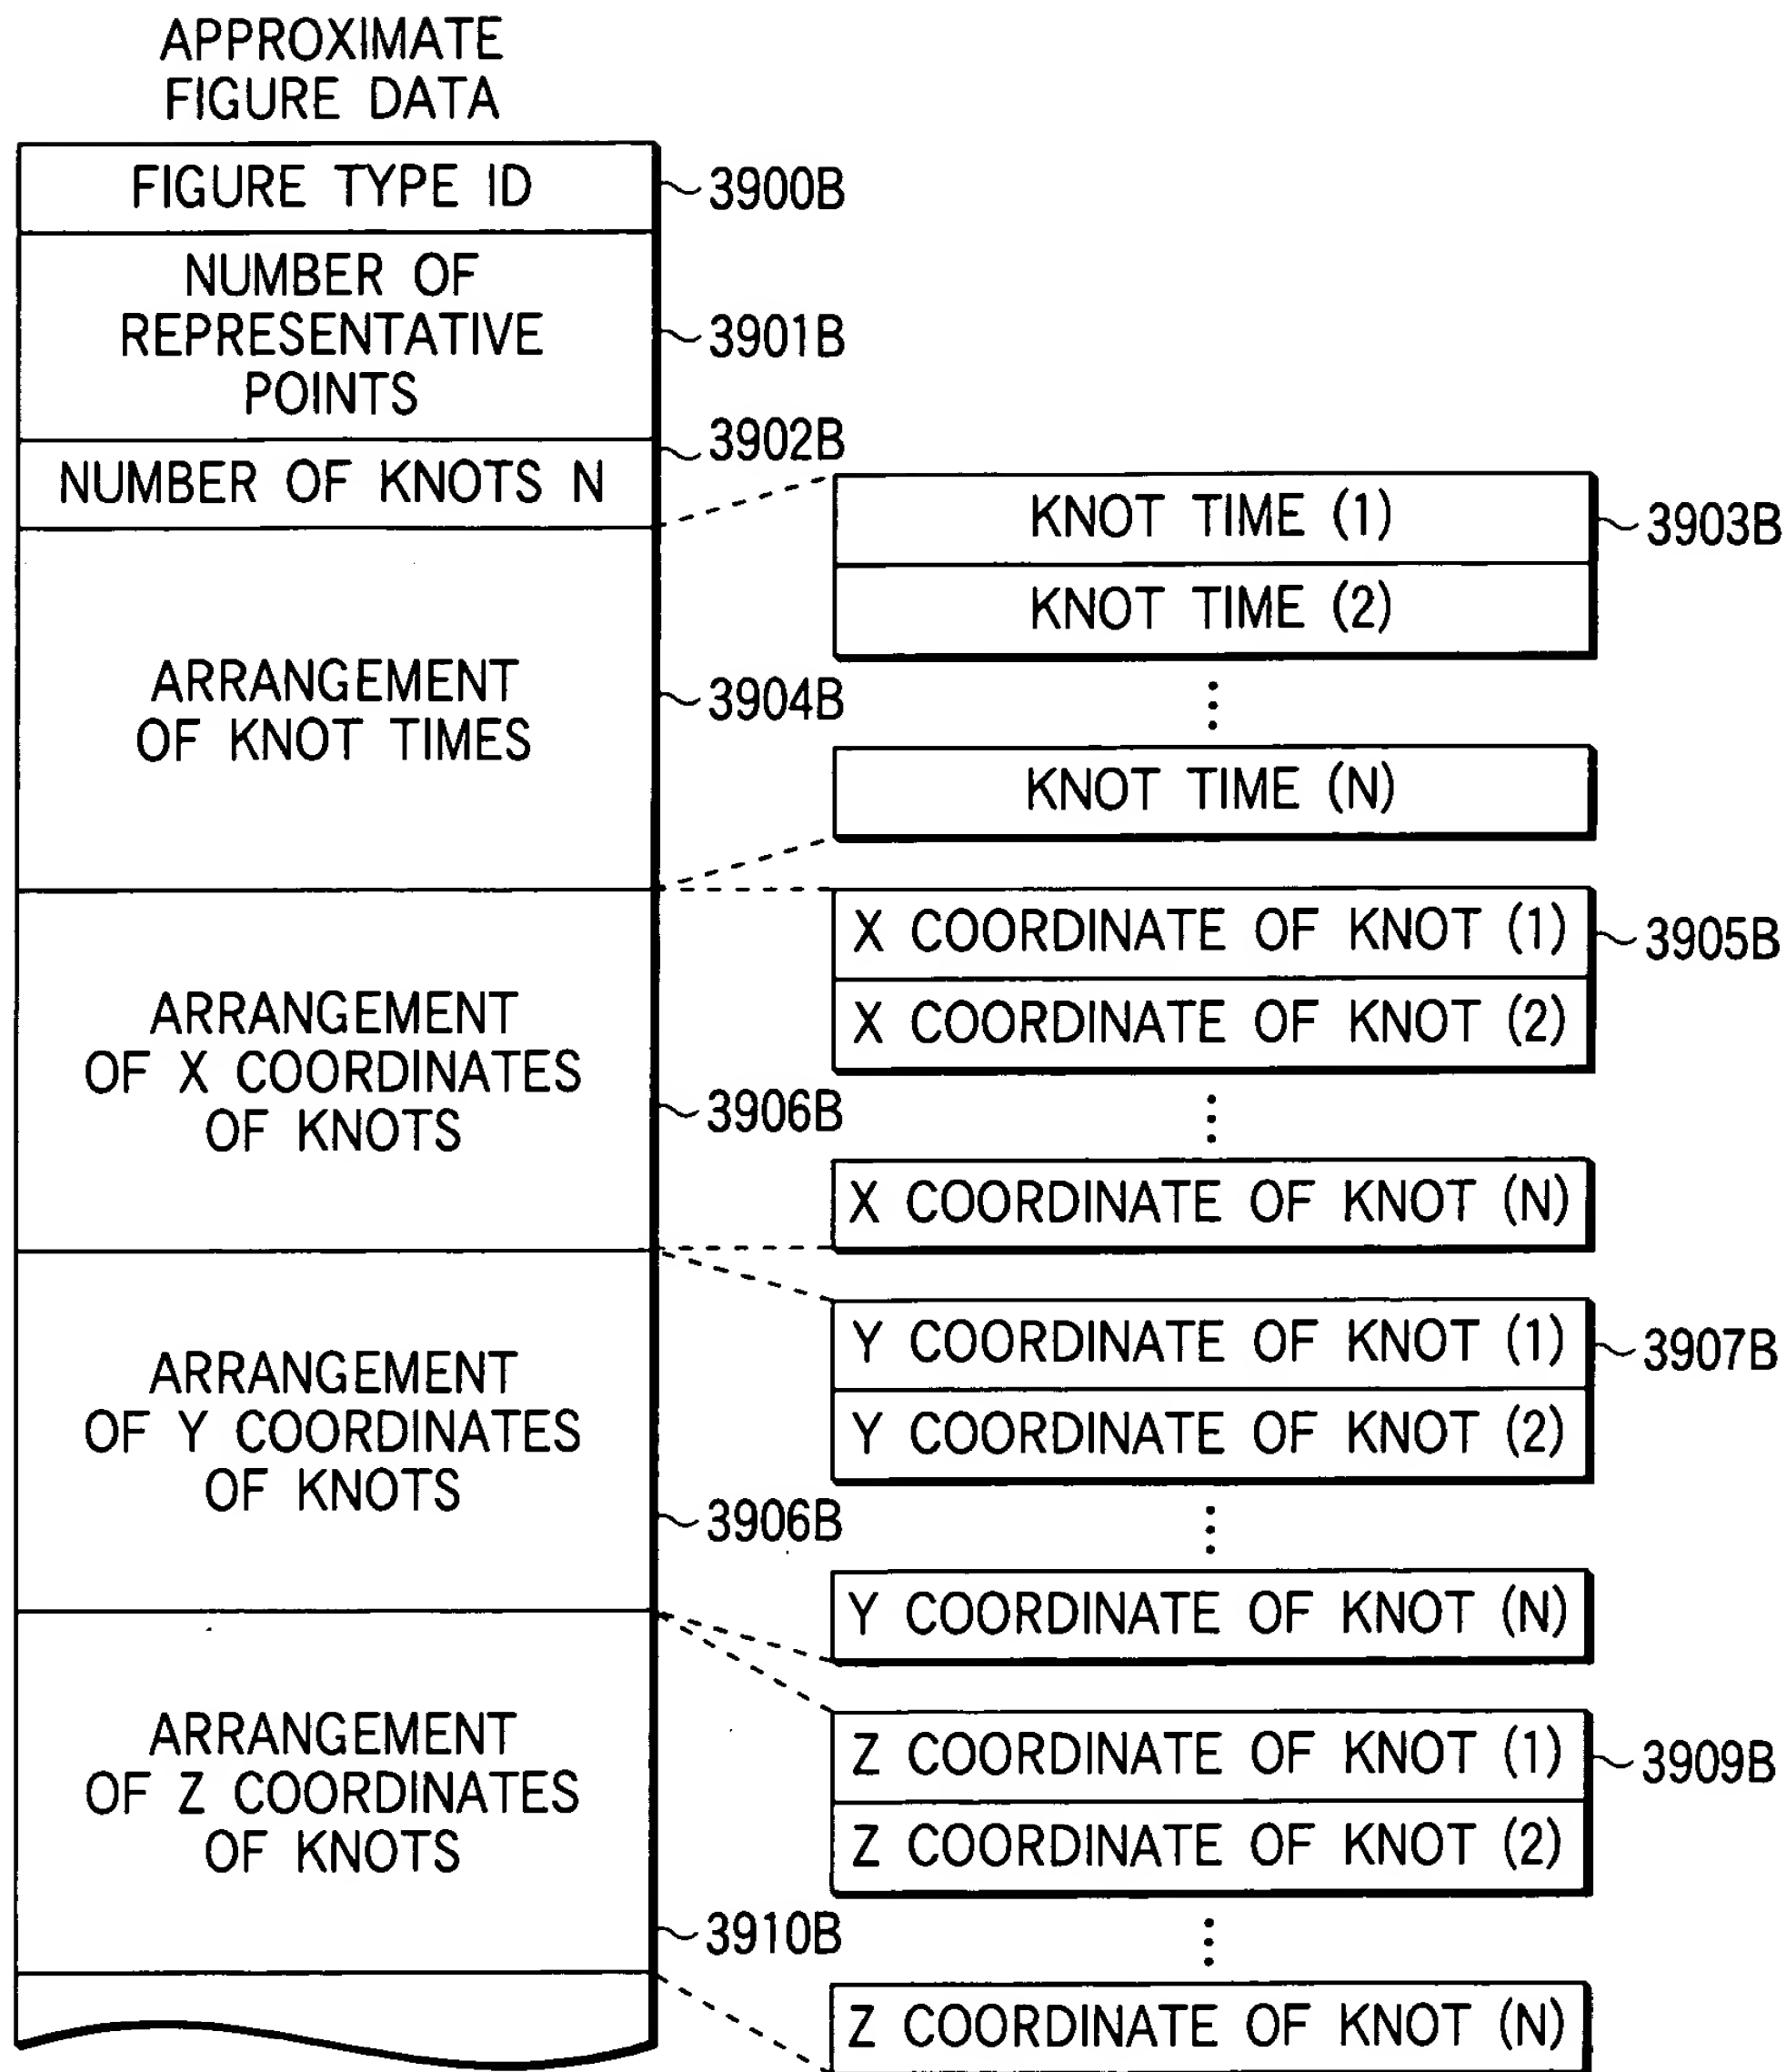 APPROXIMATE
FIGURE DATA
FIGURE TYPE ID
3900B
NUMBER OF
REPRESENTATIVE
POINTS
3901B
NUMBER OF KNOTS N
3902B
ARRANGEMENT
OF KNOT TIMES
3904B
KNOT TIME (1)
3903B
KNOT TIME (2)
KNOT TIME (N)
ARRANGEMENT
OF X COORDINATES
OF KNOTS
3906B
X COORDINATE OF KNOT (1)
3905B
X COORDINATE OF KNOT (2)
X COORDINATE OF KNOT (N)
ARRANGEMENT
OF Y COORDINATES
OF KNOTS
3906B
Y COORDINATE OF KNOT (1)
3907B
Y COORDINATE OF KNOT (2)
Y COORDINATE OF KNOT (N)
ARRANGEMENT
OF Z COORDINATES
OF KNOTS
3910B
Z COORDINATE OF KNOT (1)
3909B
Z COORDINATE OF KNOT (2)
Z COORDINATE OF KNOT (N)